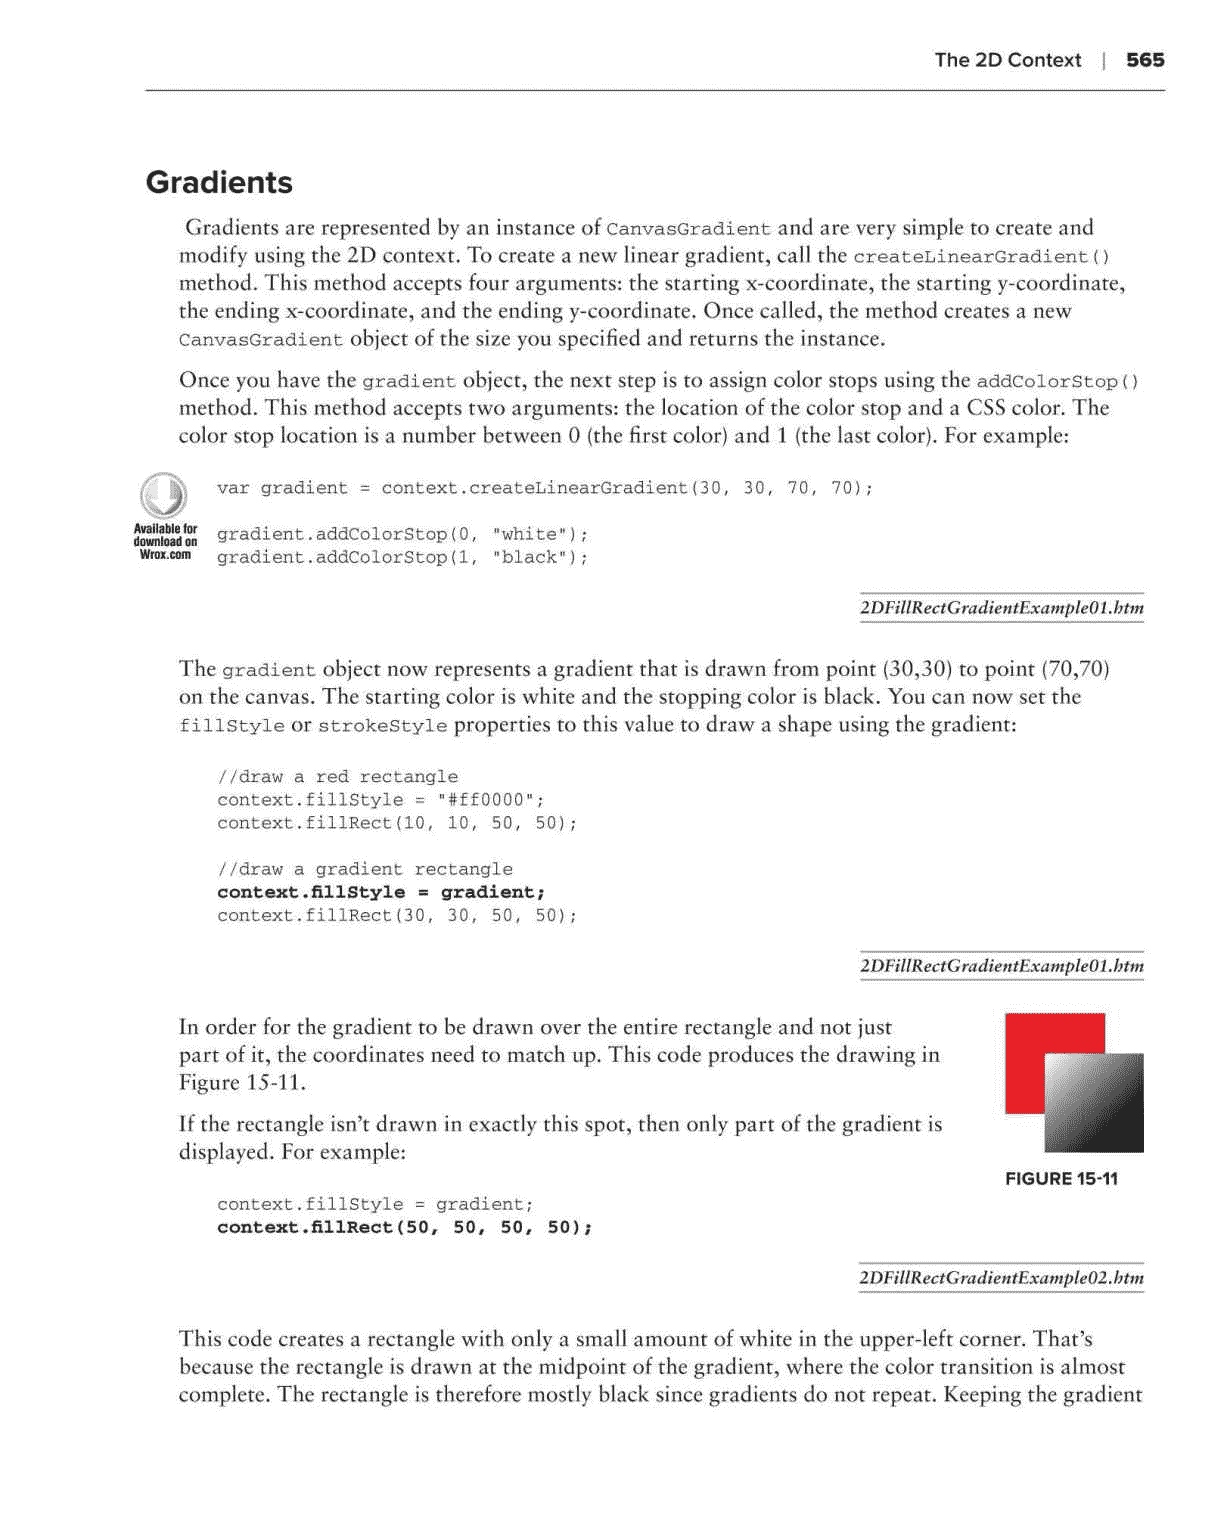 The 2D Context | 565
Gradients
Gradients are represented by an instance of CanvasGradient and are very simple to create and
modify using the 2D context. To create a new linear gradient, call the createLinearGradient()
method. This method accepts four arguments: the starting x-coordinate, the starting y-coordinate,
the ending x-coordinate, and the ending y-coordinate. Once called, the method creates a new
CanvasGradient object of the size you specified and returns the instance.
Once you have the gradient object, the next step is to assign color stops using the addColorStop()
method. This method accepts two arguments: the location of the color stop and a CSS color. The
color stop location is a number between 0 (the first color) and 1 (the last color). For example:
var gradient = context.createLinearGradient(30, 30, 70, 70);
Available for
download on
Wrox.com
gradient.addColorStop(0, "white");
gradient.addColorStop(1, "black");
2DFillRectGradientExample01.htm
The gradient object now represents a gradient that is drawn from point (30,30) to point (70,70)
on the canvas. The starting color is white and the stopping color is black. You can now set the
fillStyle or strokeStyle properties to this value to draw a shape using the gradient:
//draw a red rectangle
context.fillStyle = "#ff0000";
context.fillRect(10, 10, 50, 50);
//draw a gradient rectangle
context.fillStyle = gradient;
context.fillRect(30, 30, 50, 50);
2DFillRectGradientExample01.htm
In order for the gradient to be drawn over the entire rectangle and not just
part of it, the coordinates need to match up. This code produces the drawing in
Figure 15-11.
If the rectangle isn't drawn in exactly this spot, then only part of the gradient is
displayed. For example:
FIGURE 15-11
context.fillStyle = gradient;
context.fillRect(50, 50, 50, 50);
2DFillRectGradientExample02.htm
This code creates a rectangle with only a small amount of white in the upper-left corner. That's
because the rectangle is drawn at the midpoint of the gradient, where the color transition is almost
complete. The rectangle is therefore mostly black since gradients do not repeat. Keeping the gradient